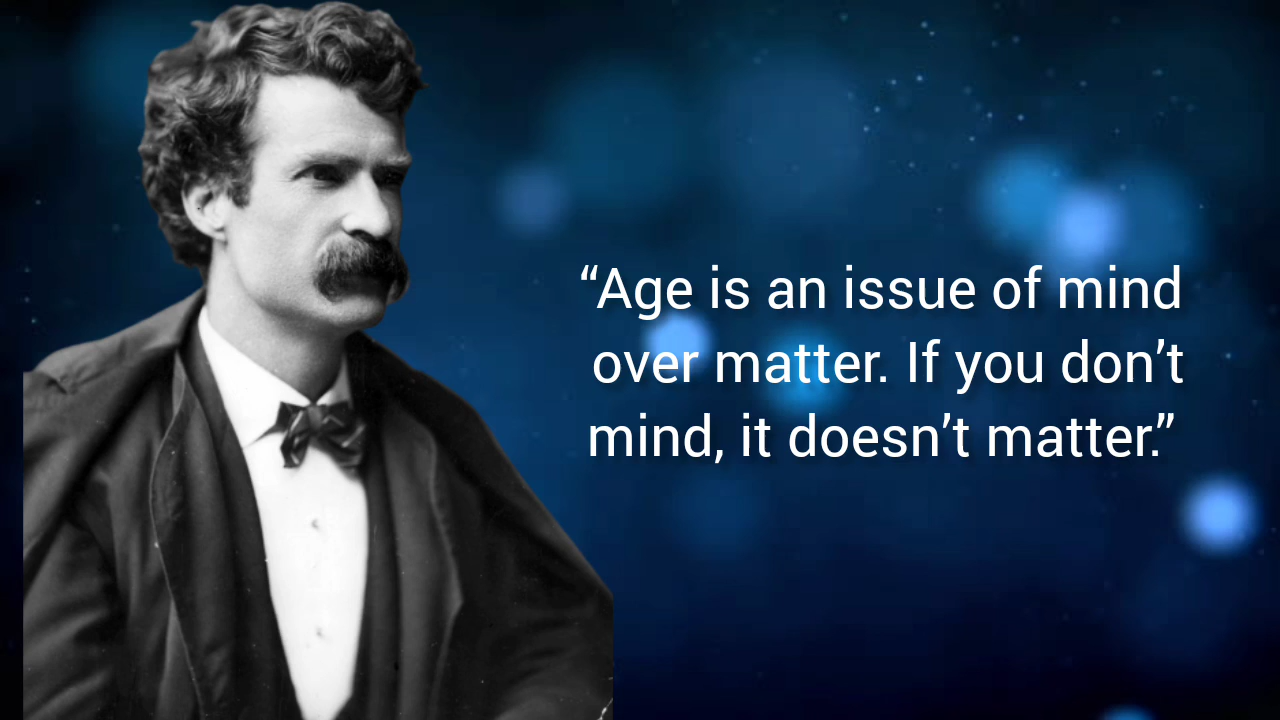 “Age is an issue of mind
over matter. If you don’t
mind, it doesn’t matter.”